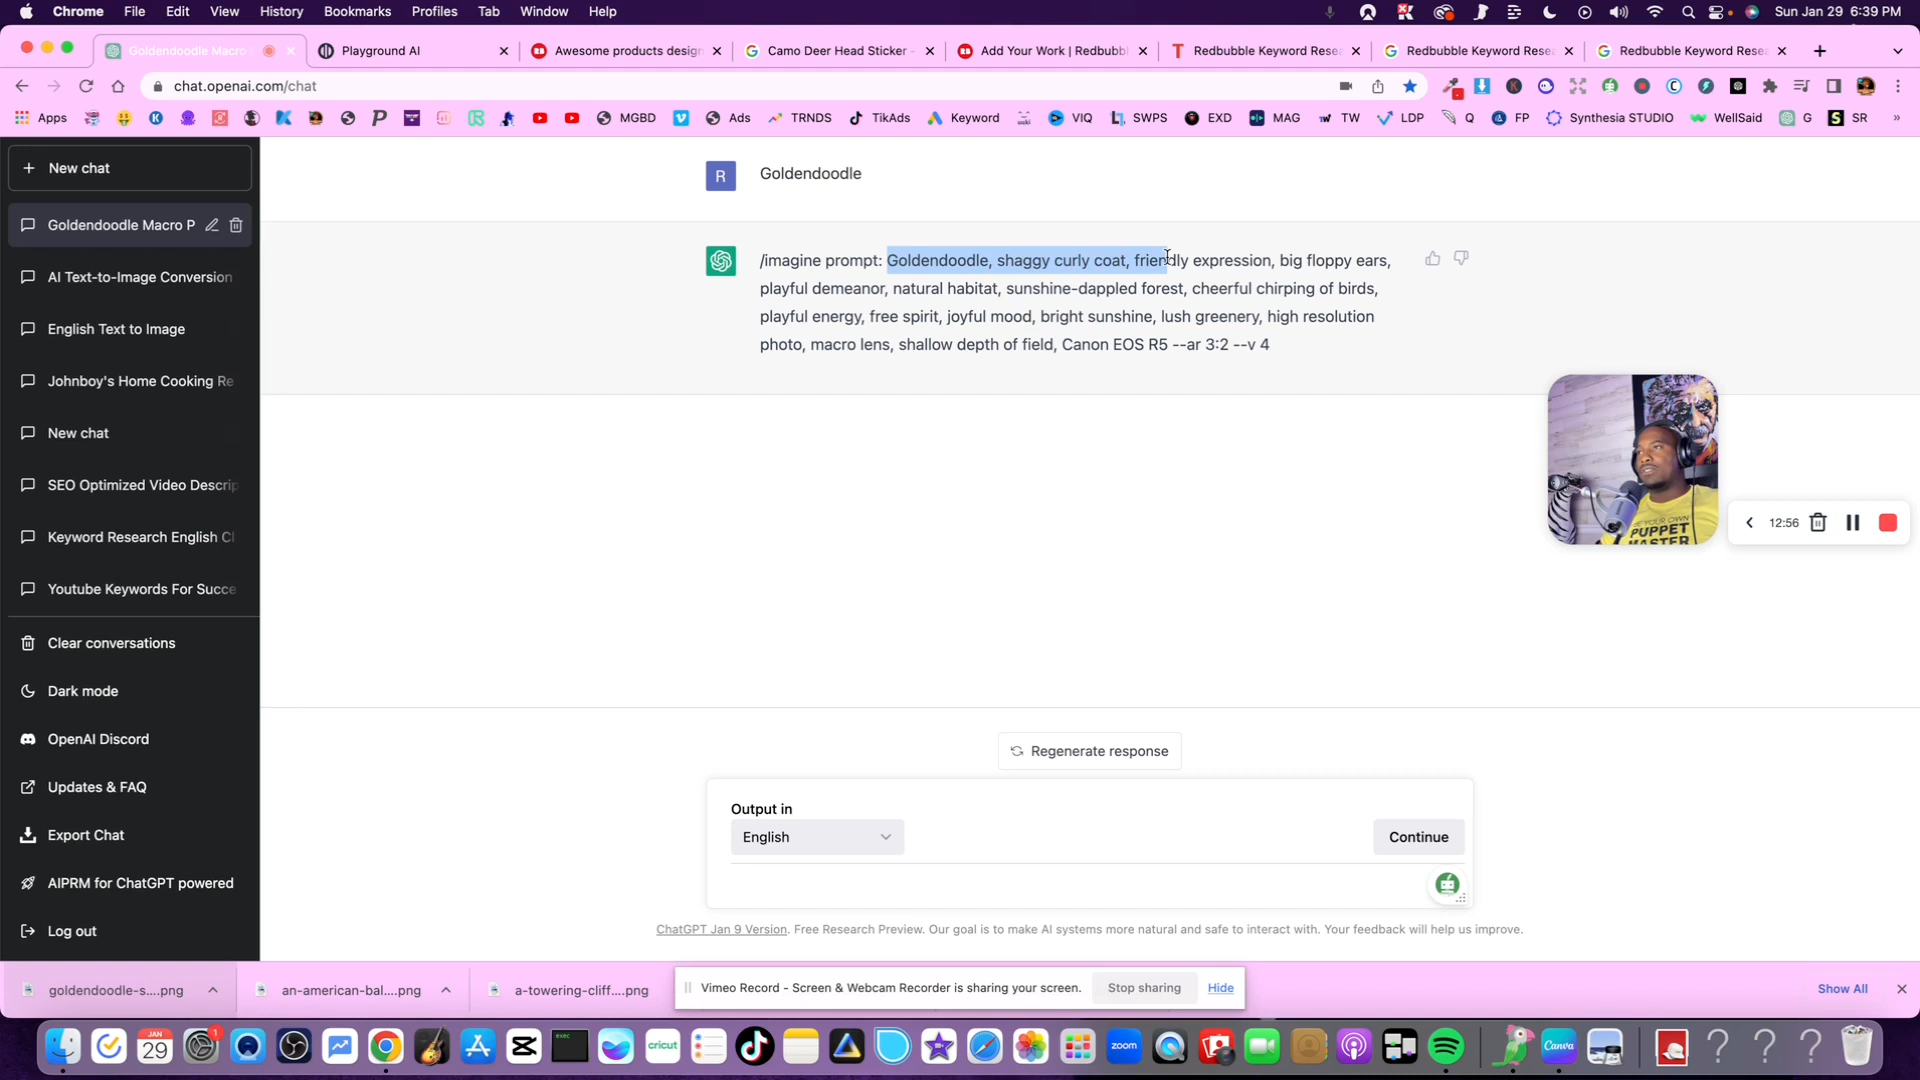 Chrome File Edit View History Bookmarks Profiles Tab Window Help Sun Jan 29 6:39 PM
Goldendoodle Macro Playground AI Awesome products design Camo Deer Head Sticker - Add Your Work | Redbubbl Redbubble Keyword Resea Redbubble Keyword Resea Redbubble Keyword Resea
chat.openai.com/chat
Apps MGBD Ads TRNDS TikAds Keyword VIQ SWPS EXD MAG TW LDP Q FP Synthesia STUDIO WellSaid G SR »
New chat
R Goldendoodle
Goldendoodle Macro P
/imagine prompt: Goldendoodle, shaggy curly coat, friendly expression, big floppy ears,
playful demeanor, natural habitat, sunshine-dappled forest, cheerful chirping of birds,
playful energy, free spirit, joyful mood, bright sunshine, lush greenery, high resolution
photo, macro lens, shallow depth of field, Canon EOS R5 --ar 3:2 --v 4
AI Text-to-Image Conversion
English Text to Image
Johnboy's Home Cooking Re
New chat
SEO Optimized Video Descrip
Keyword Research English Cl
Youtube Keywords For Succe
PUPPET
MASTER
12:56
Clear conversations
Dark mode
OpenAI Discord
Updates & FAQ
Export Chat
AIPRM for ChatGPT powered
Log out
Regenerate response
Output in
English
Continue
ChatGPT Jan 9 Version. Free Research Preview. Our goal is to make AI systems more natural and safe to interact with. Your feedback will help us improve.
goldendoodle-s....png an-american-bal....png a-towering-cliff....png
Vimeo Record - Screen & Webcam Recorder is sharing your screen. Stop sharing Hide
Show All
JAN
29
1
exec
cricut
zoom
Canva